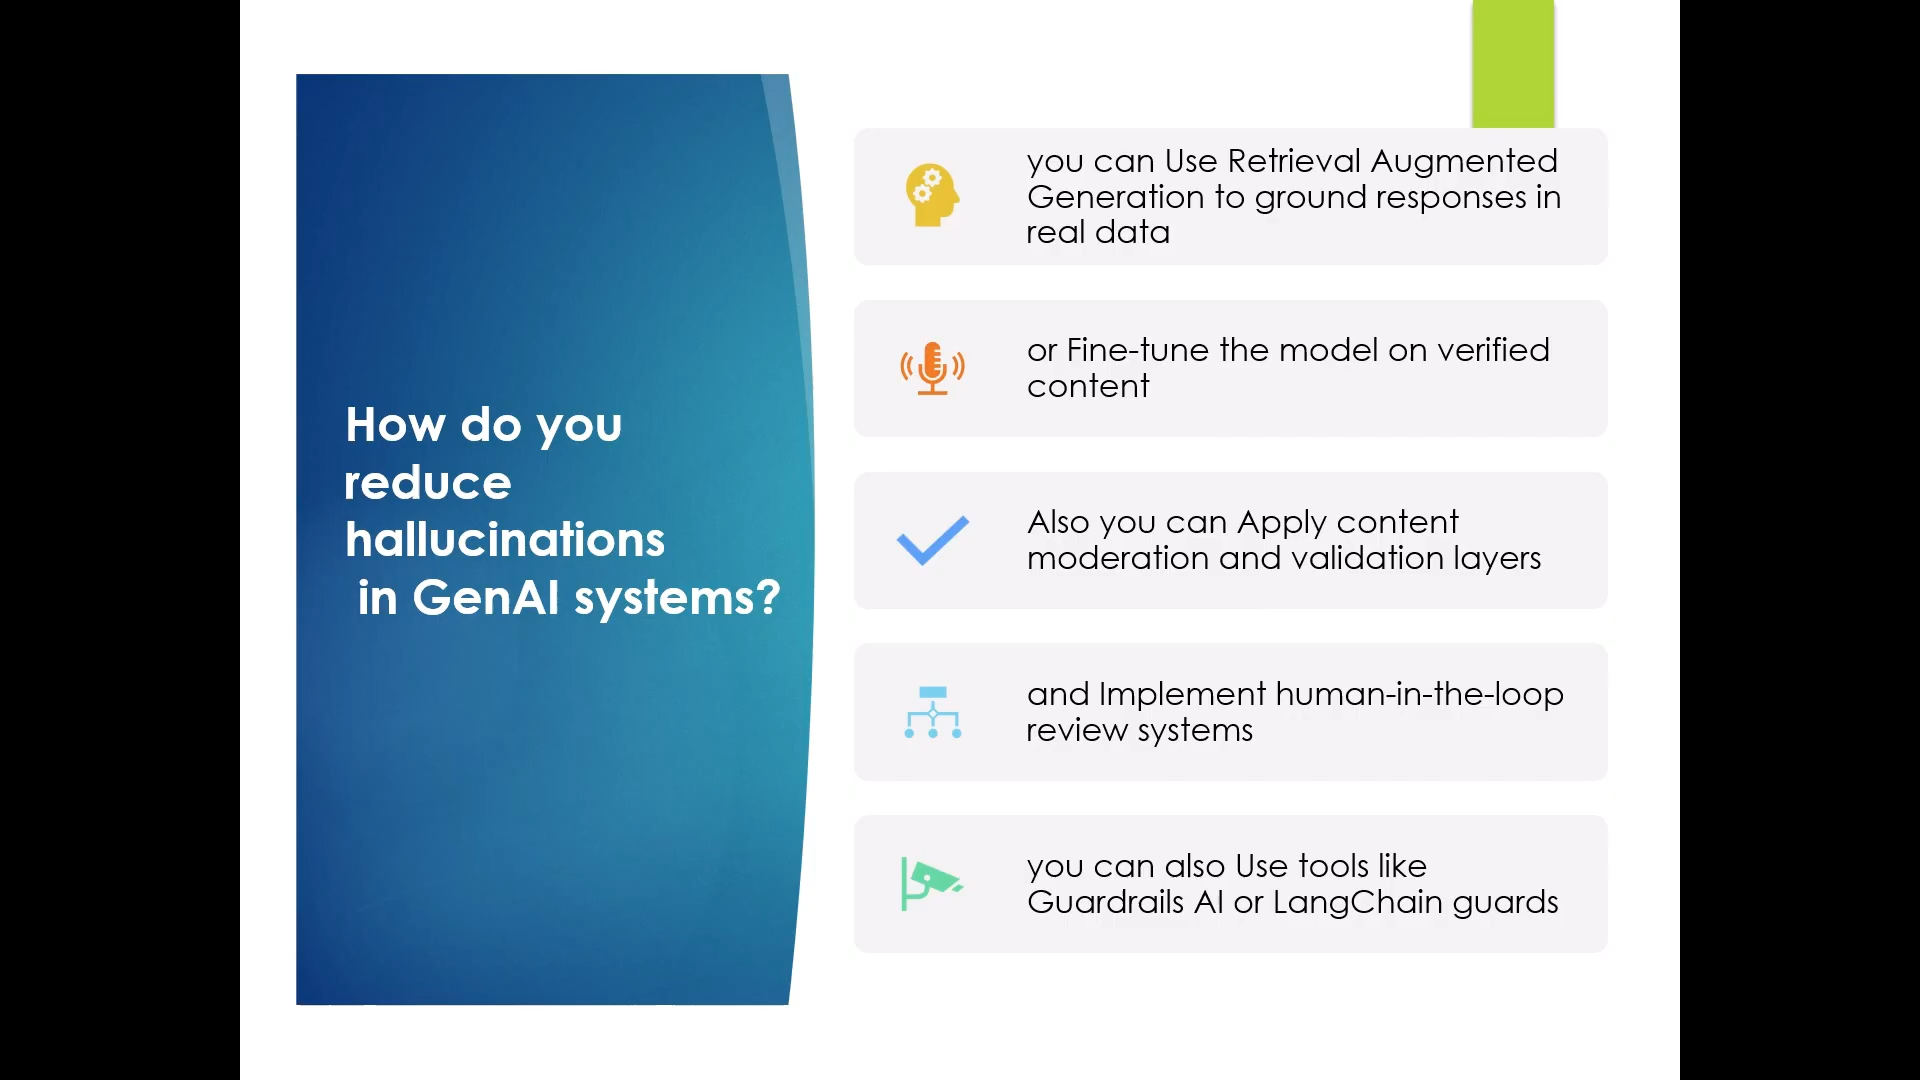 How do you
reduce
hallucinations
in GenAI systems?
you can Use Retrieval Augmented
Generation to ground responses in
real data
or Fine-tune the model on verified
content
Also you can Apply content
moderation and validation layers
and Implement human-in-the-loop
review systems
you can also Use tools like
Guardrails AI or LangChain guards